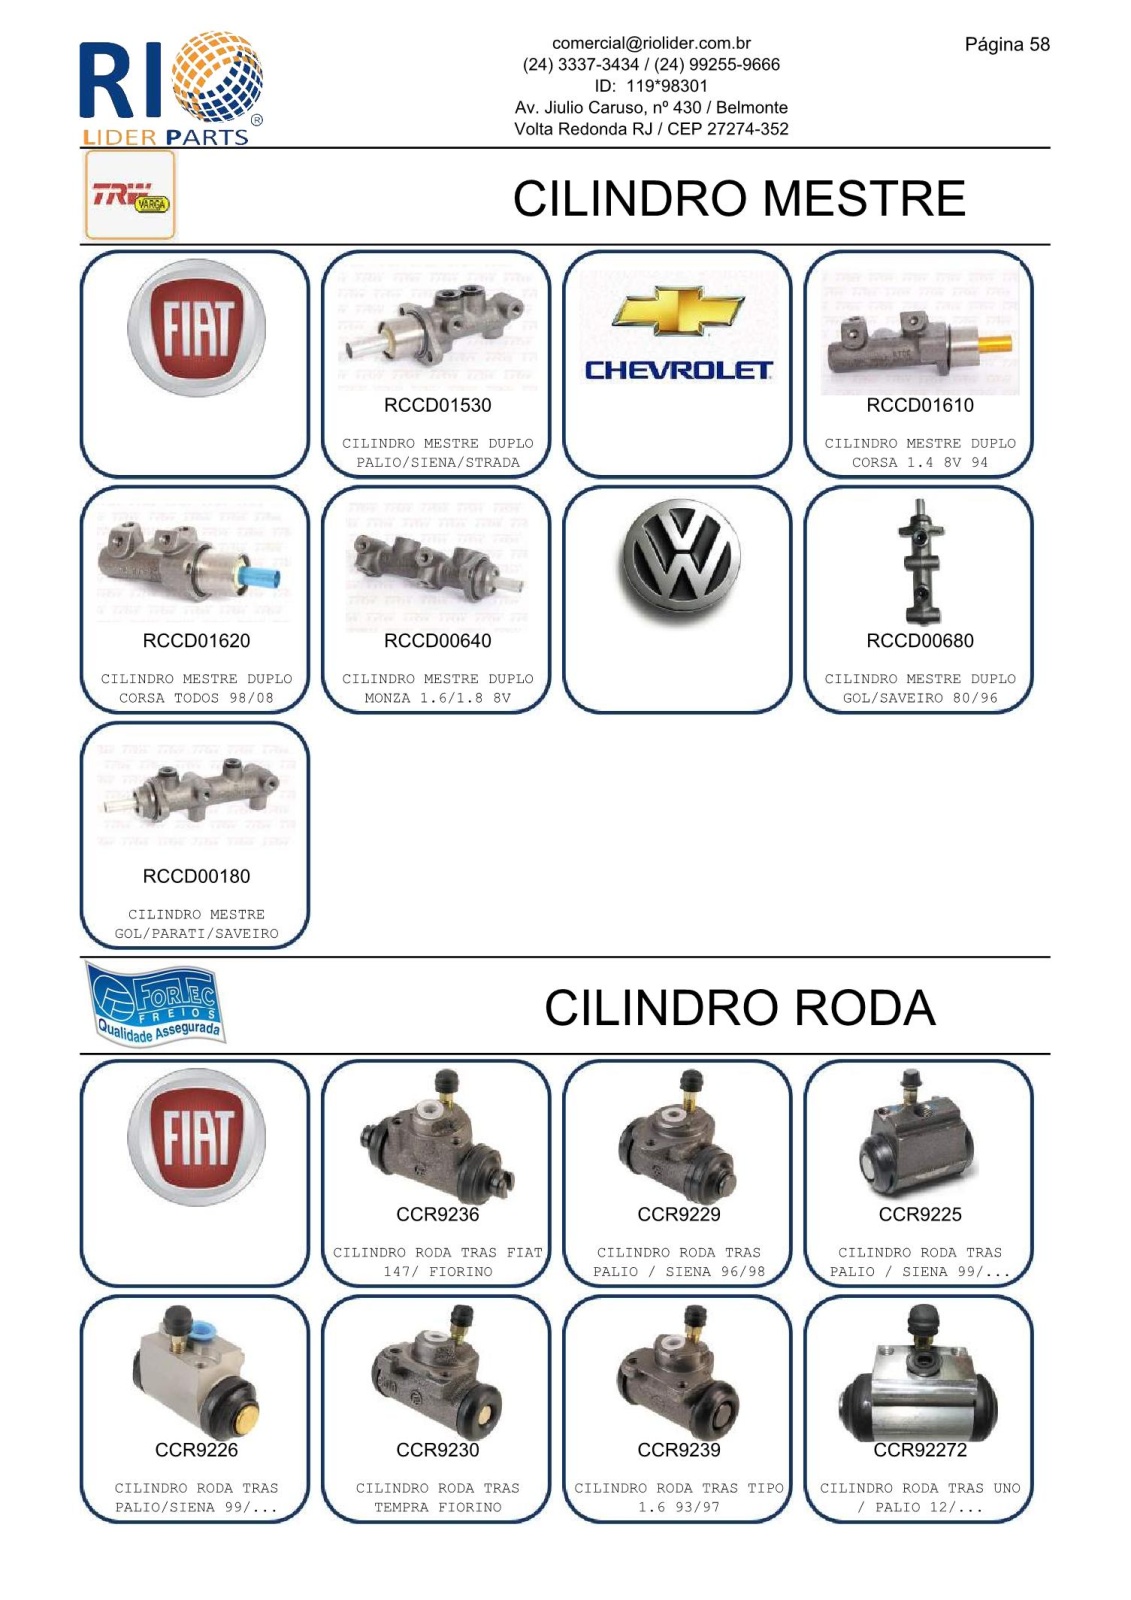 RIO
LIDER PARTS
®
comercial@riolider.com.br
(24) 3337-3434 / (24) 99255-9666
ID: 119*98301
Av. Jiulio Caruso, nº 430 / Belmonte
Volta Redonda RJ / CEP 27274-352
Página 58
TRW
VARGA
CILINDRO MESTRE
FIAT
RCCD01530
CILINDRO MESTRE DUPLO
PALIO/SIENA/STRADA
CHEVROLET
RCCD01610
CILINDRO MESTRE DUPLO
CORSA 1.4 8V 94
RCCD01620
CILINDRO MESTRE DUPLO
CORSA TODOS 98/08
RCCD00640
CILINDRO MESTRE DUPLO
MONZA 1.6/1.8 8V
VW
RCCD00680
CILINDRO MESTRE DUPLO
GOL/SAVEIRO 80/96
RCCD00180
CILINDRO MESTRE
GOL/PARATI/SAVEIRO
FORTEC
FREIOS
Qualidade Assegurada
CILINDRO RODA
FIAT
CCR9236
CILINDRO RODA TRAS FIAT
147/ FIORINO
CCR9229
CILINDRO RODA TRAS
PALIO / SIENA 96/98
CCR9225
CILINDRO RODA TRAS
PALIO / SIENA 99/...
CCR9226
CILINDRO RODA TRAS
PALIO/SIENA 99/...
CCR9230
CILINDRO RODA TRAS
TEMPRA FIORINO
CCR9239
CILINDRO RODA TRAS TIPO
1.6 93/97
CCR92272
CILINDRO RODA TRAS UNO
/ PALIO 12/...